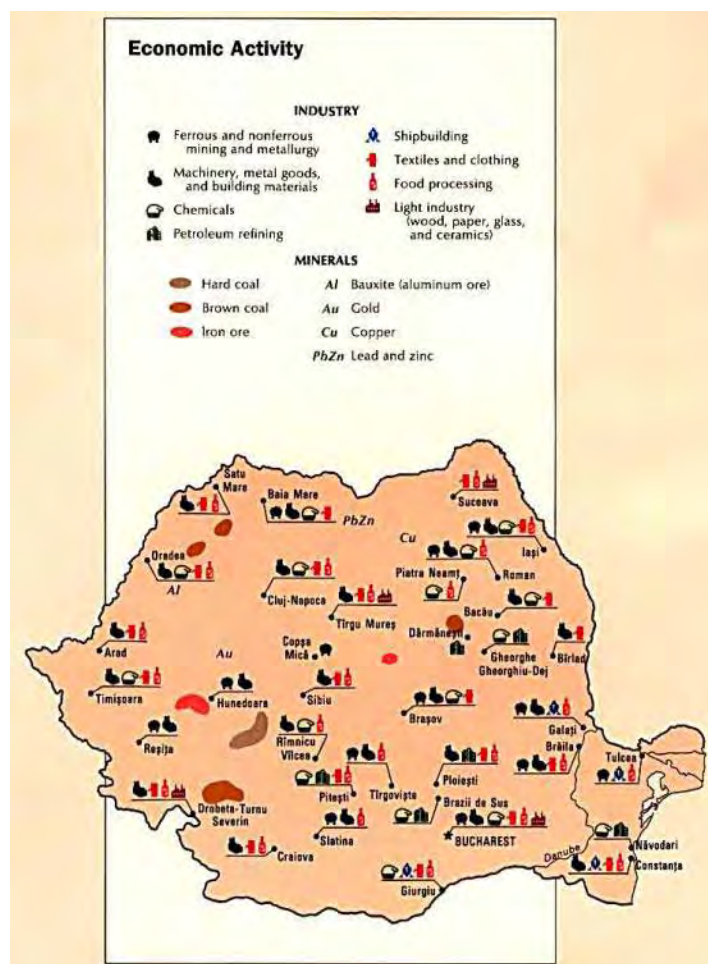 Economic Activity
INDUSTRY
Ferrous and nonferrous
mining and metallurgy
Machinery, metal goods,
and building materials
Chemicals
Petroleum refining
Shipbuilding
Textiles and clothing
Food processing
Light industry
(wood, paper, glass,
and ceramics)
MINERALS
Hard coal
Brown coal
Iron ore
Al Bauxite (aluminum ore)
Au Gold
Cu Copper
PbZn Lead and zinc
Satu
Mare
Baia Mare
PbZn
Suceava
Oradea
Al
Cu
Iași
Cluj-Napoca
Piatra Neamț
Roman
Tîrgu Mureș
Bacău
Copșa
Mică
Dărmănești
Gheorghe
Gheorghiu-Dej
Bîrlad
Arad
Au
Timișoara
Hunedoara
Sibiu
Brașov
Galați
Reșița
Rîmnicu
Vîlcea
Brăila
Tulcea
Ploiești
Pitești
Tîrgoviște
Brazii de Sus
Drobeta-Turnu
Severin
Slatina
BUCHAREST
Craiova
Danube
Năvodari
Constanța
Giurgiu